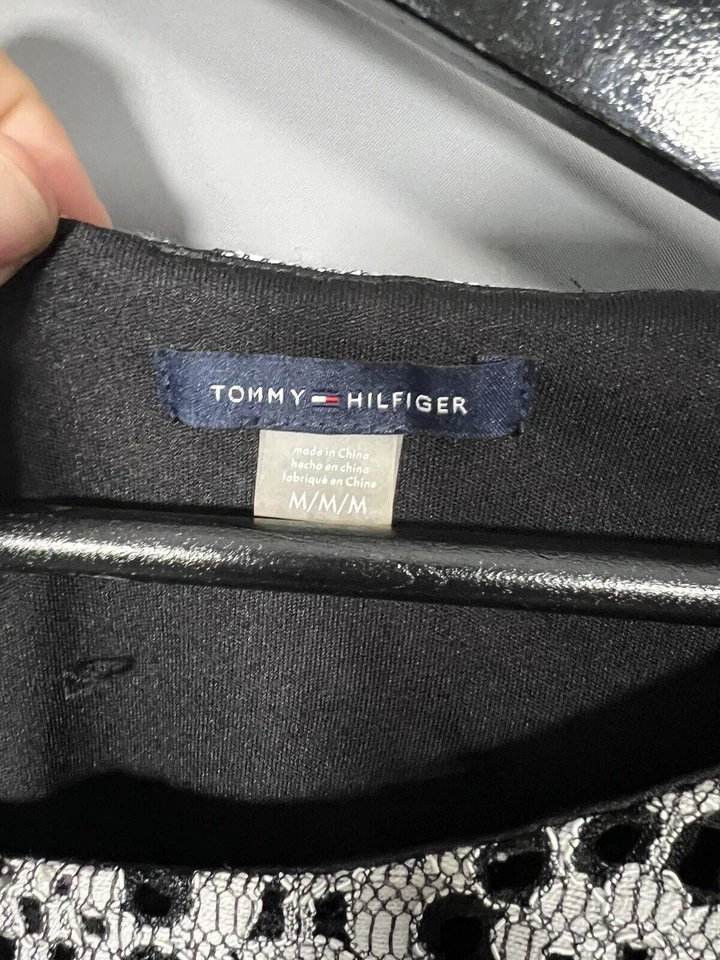 TOMMY HILFIGER
made in China
hecho en china
fabriqué en Chine
M/M/M